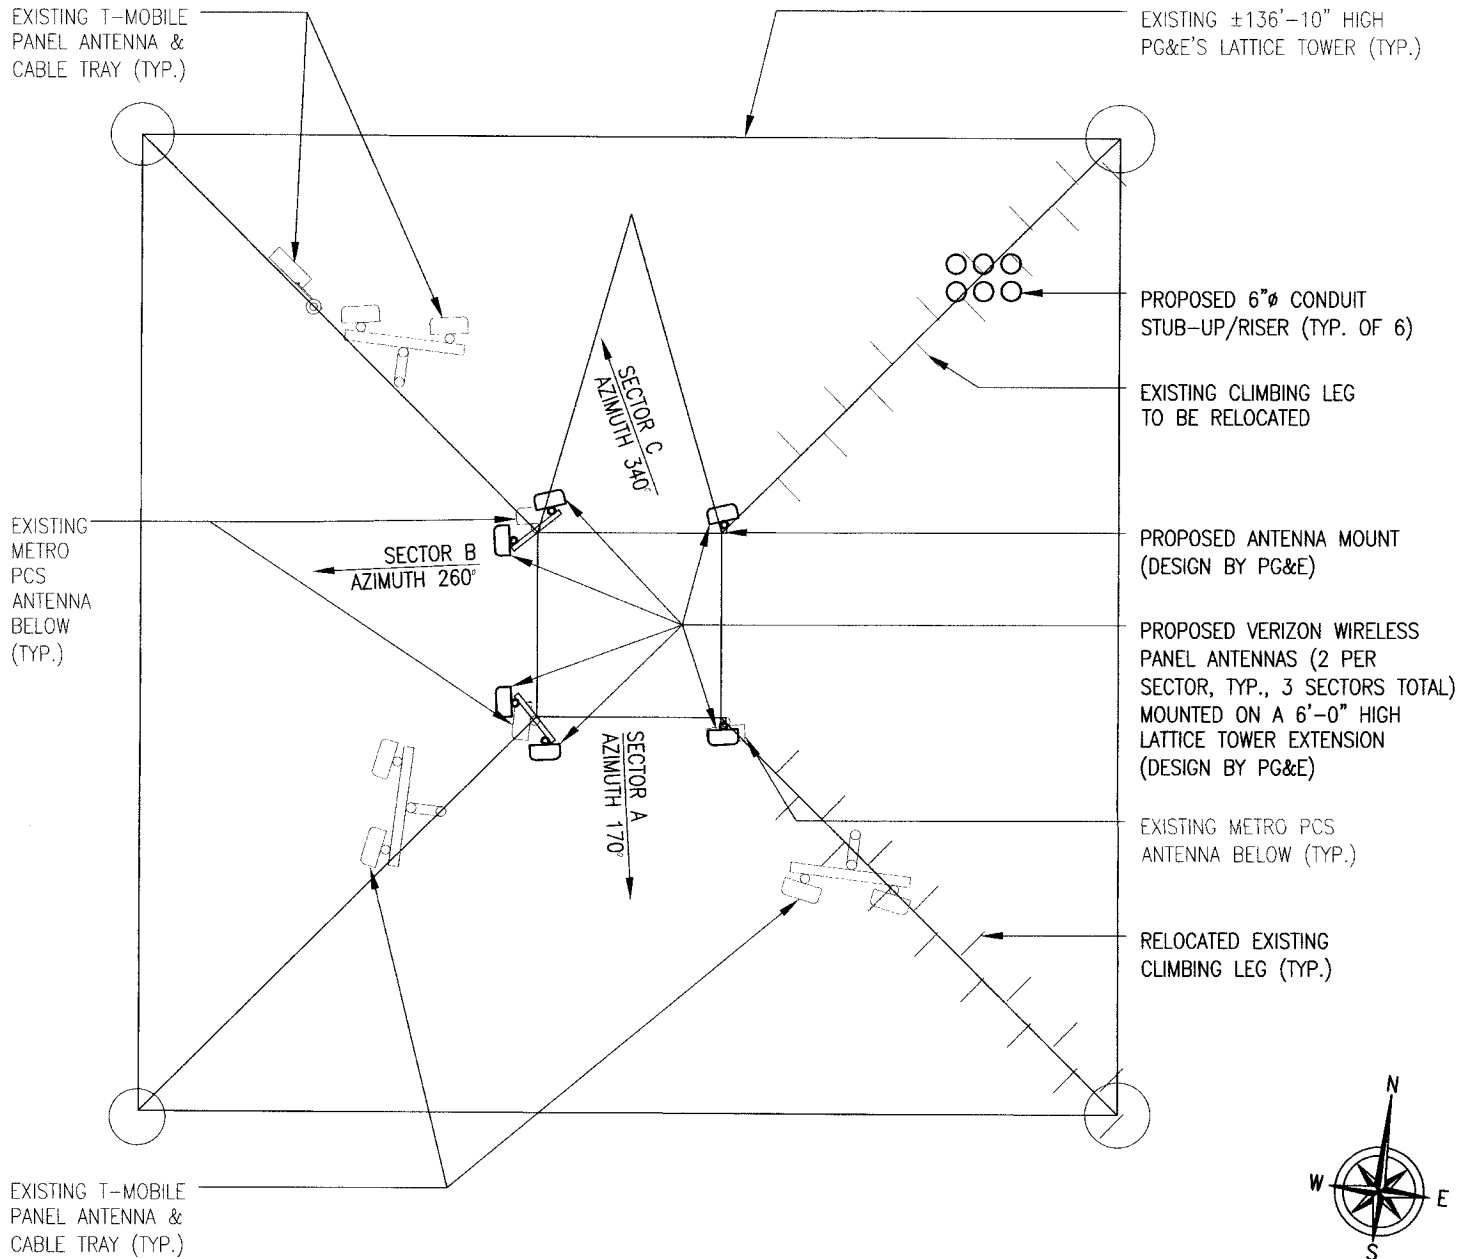 EXISTING T-MOBILE
PANEL ANTENNA &
CABLE TRAY (TYP.)
EXISTING ±136'-10" HIGH
PG&E'S LATTICE TOWER (TYP.)
PROPOSED 6"ø CONDUIT
STUB-UP/RISER (TYP. OF 6)
EXISTING CLIMBING LEG
TO BE RELOCATED
SECTOR C
AZIMUTH 340°
EXISTING
METRO
PCS
ANTENNA
BELOW
(TYP.)
SECTOR B
AZIMUTH 260°
PROPOSED ANTENNA MOUNT
(DESIGN BY PG&E)
PROPOSED VERIZON WIRELESS
PANEL ANTENNAS (2 PER
SECTOR, TYP., 3 SECTORS TOTAL)
MOUNTED ON A 6'-0" HIGH
LATTICE TOWER EXTENSION
(DESIGN BY PG&E)
SECTOR A
AZIMUTH 170°
EXISTING METRO PCS
ANTENNA BELOW (TYP.)
RELOCATED EXISTING
CLIMBING LEG (TYP.)
EXISTING T-MOBILE
PANEL ANTENNA &
CABLE TRAY (TYP.)
N
W
E
S